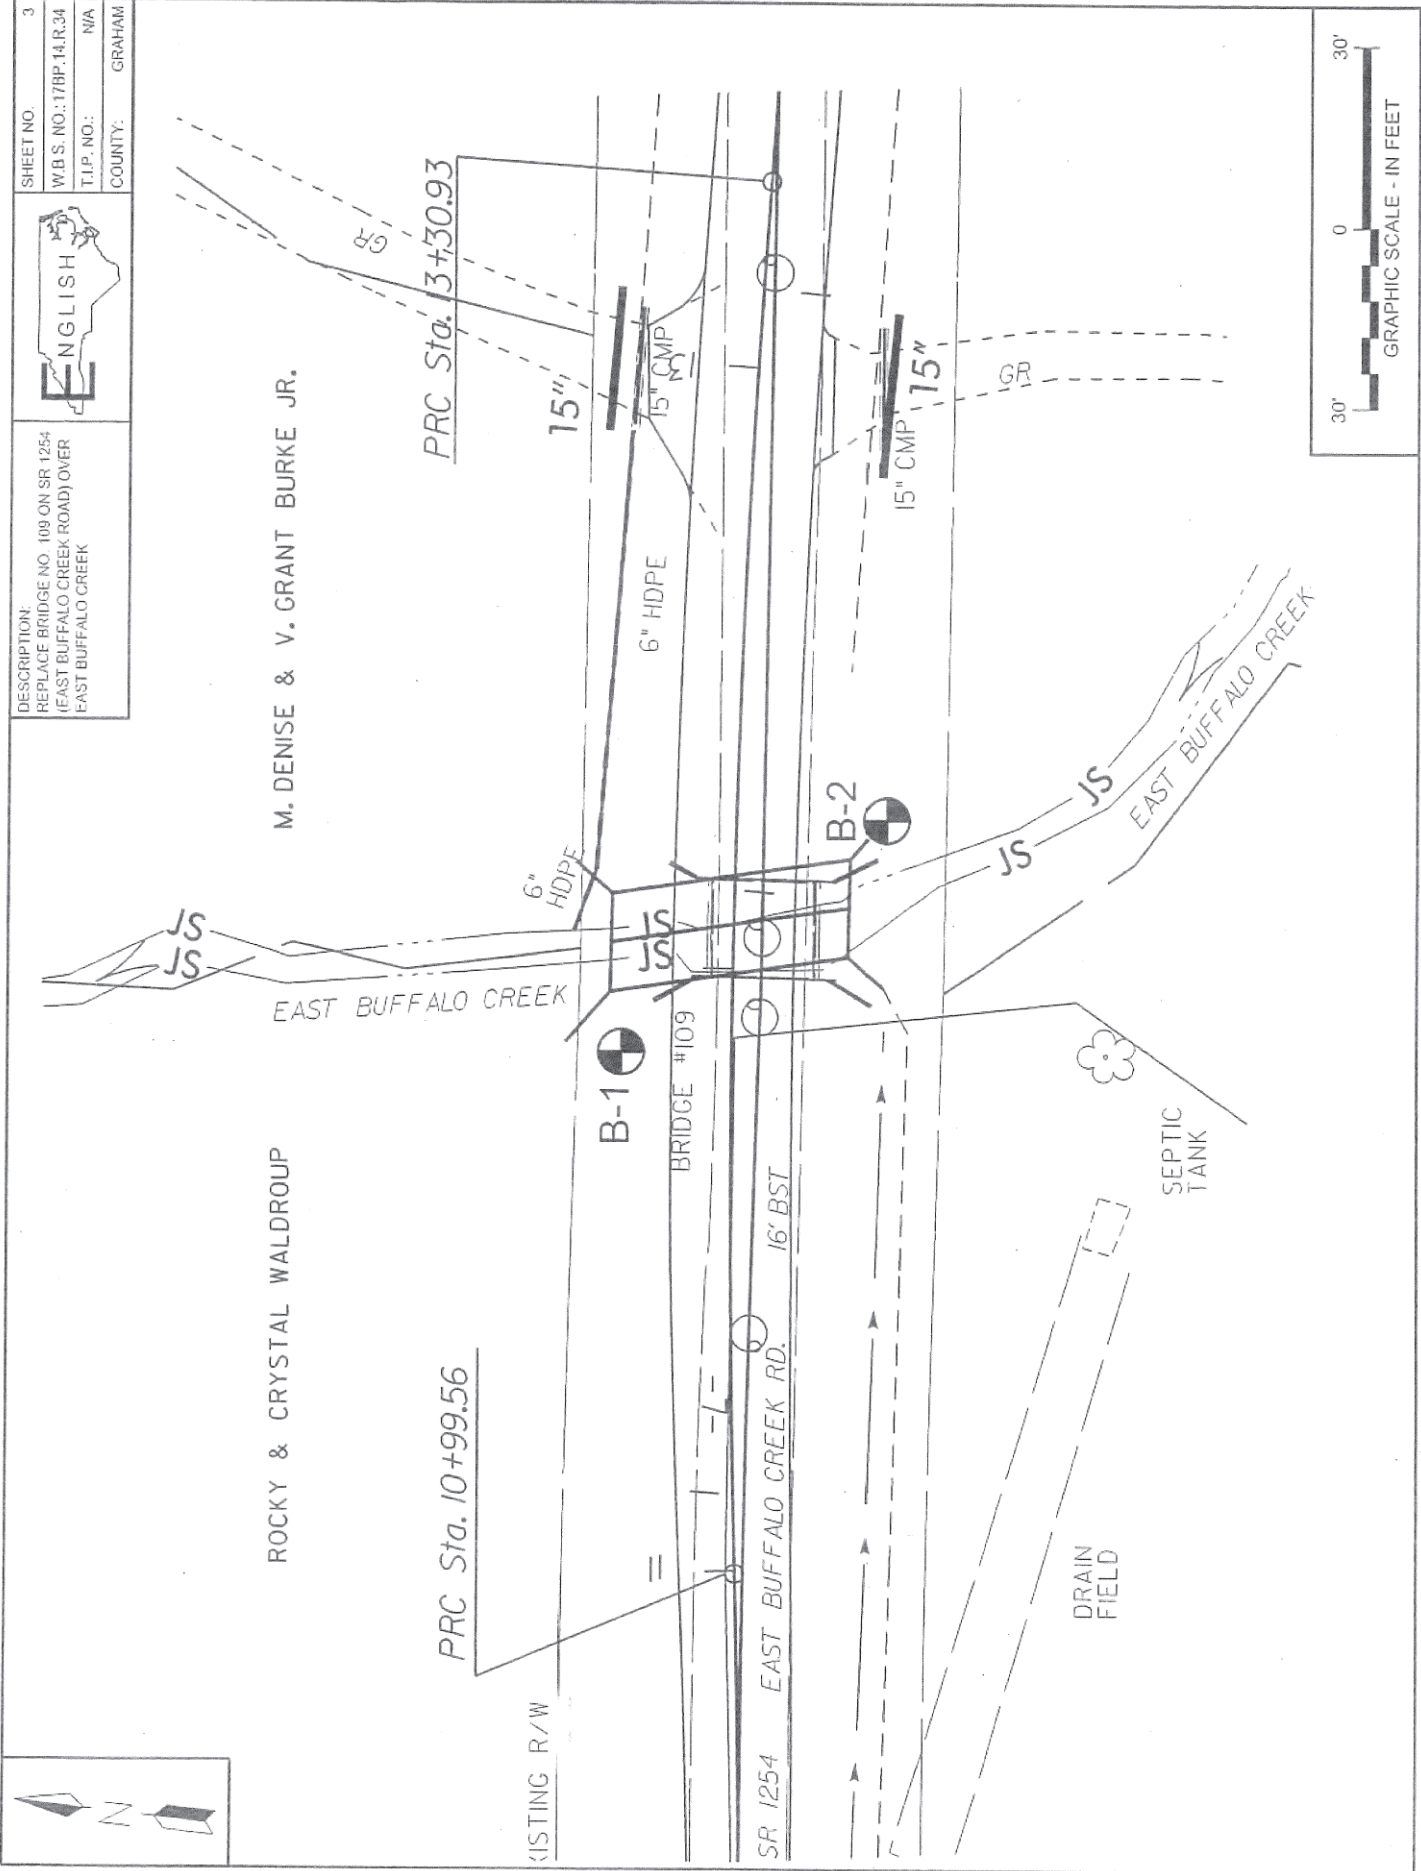 DESCRIPTION:
REPLACE BRIDGE NO. 109 ON SR 1254
(EAST BUFFALO CREEK ROAD) OVER
EAST BUFFALO CREEK
ENGLISH
SHEET NO. 3
W.B.S. NO.: 17BP.14.R.34
T.I.P. NO.: N/A
COUNTY: GRAHAM
N
ROCKY & CRYSTAL WALDROUP
M. DENISE & V. GRANT BURKE JR.
JS
JS
EAST BUFFALO CREEK
GR
PRC Sta. 10+99.56
PRC Sta. 13+30.93
XISTING R/W
6"
HDPE
15"
B-1
JS
JS
6" HDPE
15" CMP
13
11
BRIDGE #109
-L-
SR 1254 EAST BUFFALO CREEK RD. 16' BST
B-2
15" CMP
15"
GR
JS
JS
EAST BUFFALO CREEK
SEPTIC
TANK
DRAIN
FIELD
30' 0 30'
GRAPHIC SCALE - IN FEET